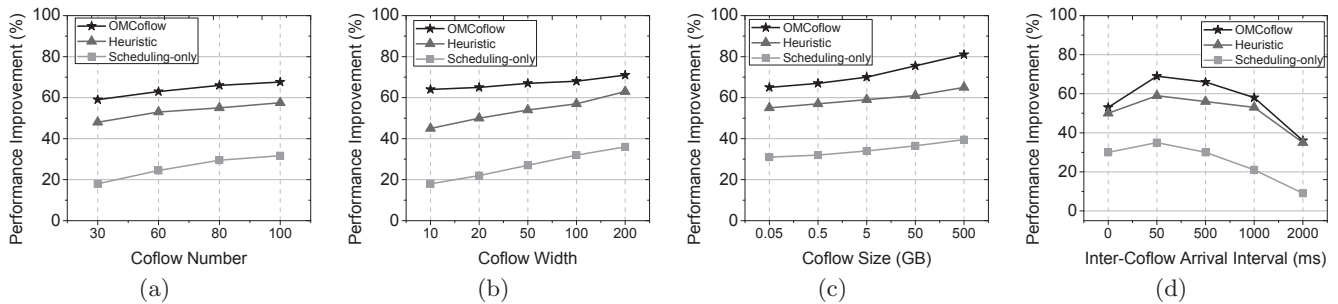 100
80
60
40
20
0
Performance Improvement (%)
OMCoflow
Heuristic
Scheduling-only
30 60 80 100
Coflow Number
(a)
100
80
60
40
20
0
Performance Improvement (%)
OMCoflow
Heuristic
Scheduling-only
10 20 50 100 200
Coflow Width
(b)
100
80
60
40
20
0
Performance Improvement (%)
OMCoflow
Heuristic
Scheduling-only
0.05 0.5 5 50 500
Coflow Size (GB)
(c)
100
80
60
40
20
0
Performance Improvement (%)
OMCoflow
Heuristic
Scheduling-only
0 50 500 1000 2000
Inter-Coflow Arrival Interval (ms)
(d)